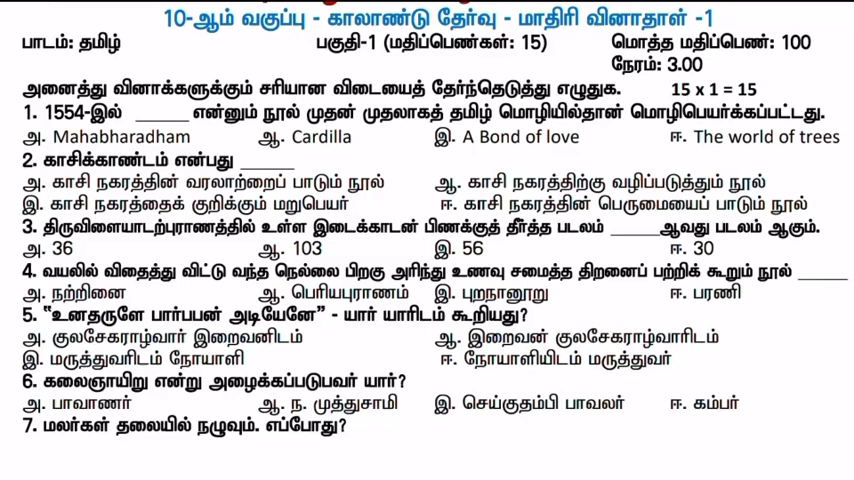 10-ஆம் வகுப்பு - காலாண்டு தேர்வு - மாதிரி வினாதாள் -1
பாடம்: தமிழ் பகுதி-1 (மதிப்பெண்கள்: 15) மொத்த மதிப்பெண்: 100
நேரம்: 3.00
அனைத்து வினாக்களுக்கும் சரியான விடையைத் தேர்ந்தெடுத்து எழுதுக. 15 x 1 = 15
1. 1554-இல் _____ என்னும் நூல் முதன் முதலாகத் தமிழ் மொழியில்தான் மொழிபெயர்க்கப்பட்டது.
அ. Mahabharadham ஆ. Cardilla இ. A Bond of love ஈ. The world of trees
2. காசிக்காண்டம் என்பது _____
அ. காசி நகரத்தின் வரலாற்றைப் பாடும் நூல் ஆ. காசி நகரத்திற்கு வழிப்படுத்தும் நூல்
இ. காசி நகரத்தைக் குறிக்கும் மறுபெயர் ஈ. காசி நகரத்தின் பெருமையைப் பாடும் நூல்
3. திருவிளையாடற்புராணத்தில் உள்ள இடைக்காடன் பிணக்குத் தீர்த்த படலம் _____ஆவது படலம் ஆகும்.
அ. 36 ஆ. 103 இ. 56 ஈ. 30
4. வயலில் விதைத்து விட்டு வந்த நெல்லை பிறகு அரிந்து உணவு சமைத்த திறனைப் பற்றிக் கூறும் நூல் _____
அ. நற்றினை ஆ. பெரியபுராணம் இ. புறநானூறு ஈ. பரணி
5. “உனதருளே பார்ப்பன் அடியேனே” - யார் யாரிடம் கூறியது?
அ. குலசேகராழ்வார் இறைவனிடம் ஆ. இறைவன் குலசேகராழ்வாரிடம்
இ. மருத்துவரிடம் நோயாளி ஈ. நோயாளியிடம் மருத்துவர்
6. கலைஞாயிறு என்று அழைக்கப்படுபவர் யார்?
அ. பாவாணர் ஆ. ந. முத்துசாமி இ. செய்குதம்பி பாவலர் ஈ. கம்பர்
7. மலர்கள் தலையில் நழுவும். எப்போது?